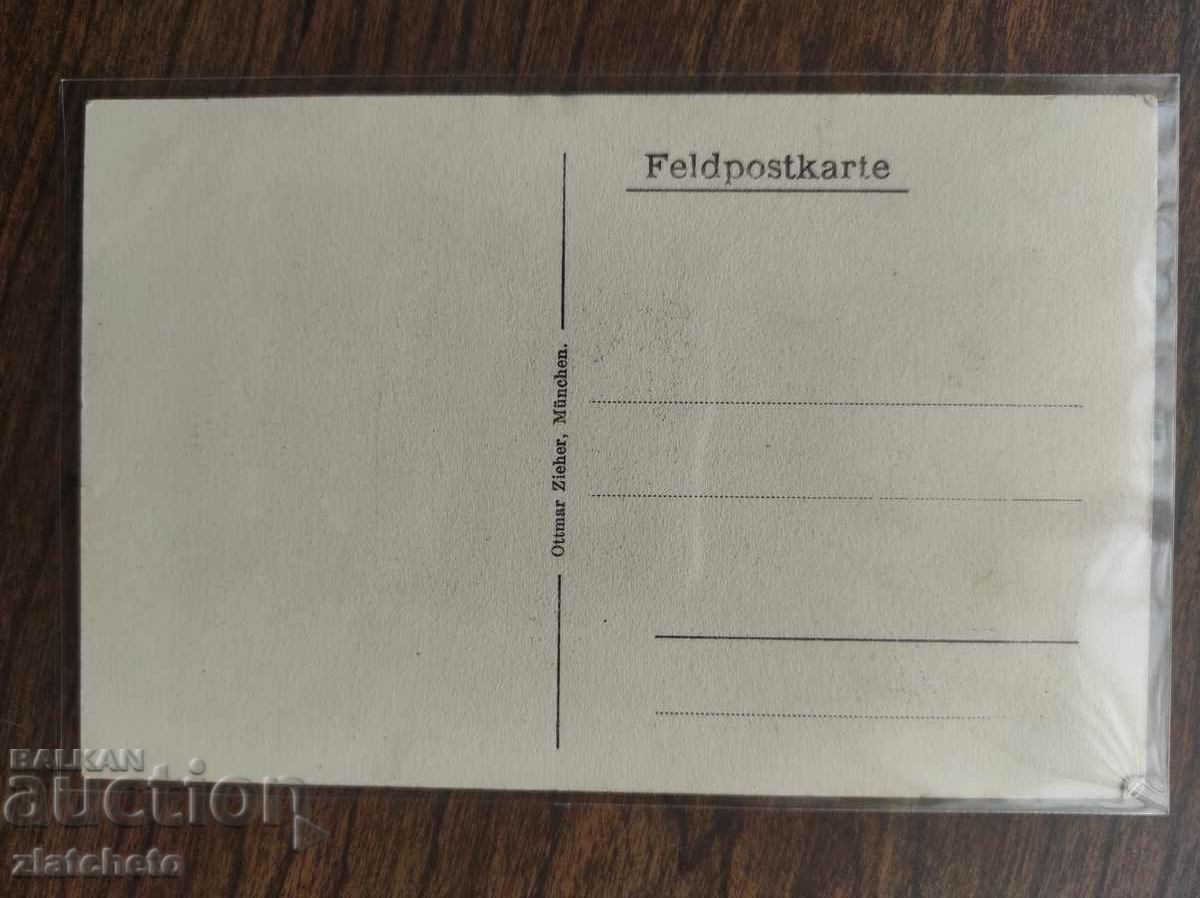 Feldpostkarte
Ottmar Zieher, München.
BALKAN
auction
zlatcheto